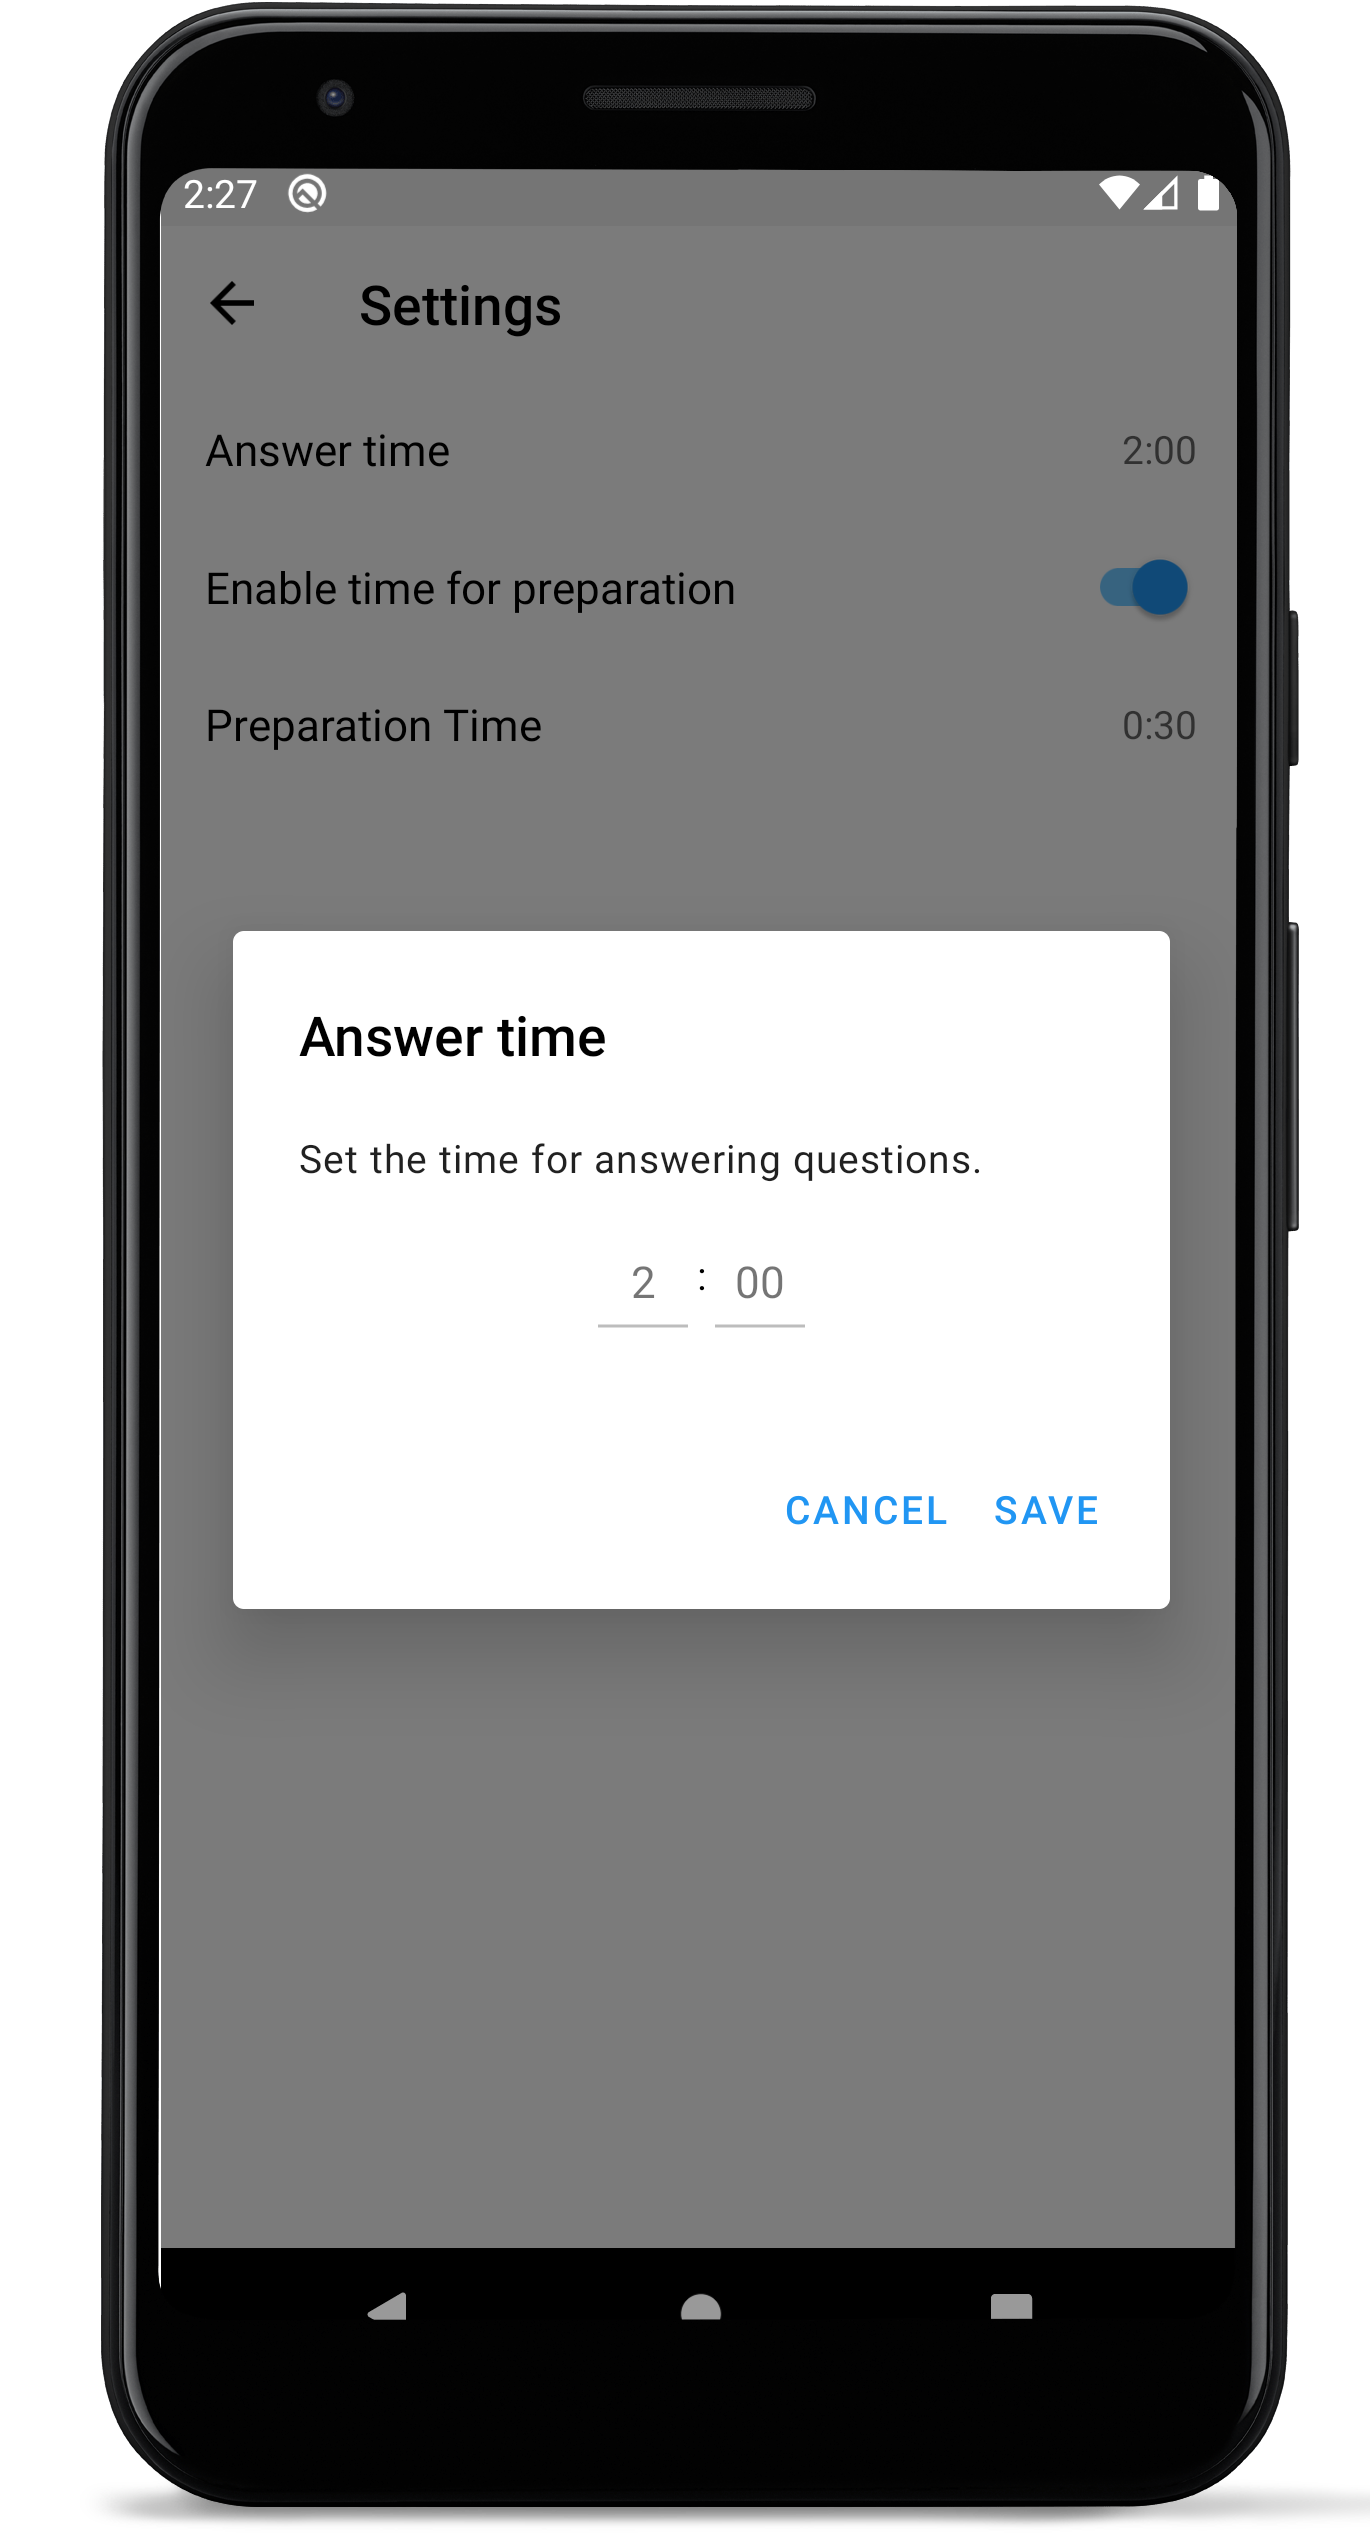 2:27
Settings
Answer time 2:00
Enable time for preparation
Preparation Time 0:30
Answer time
Set the time for answering questions.
2 : 00
CANCEL SAVE